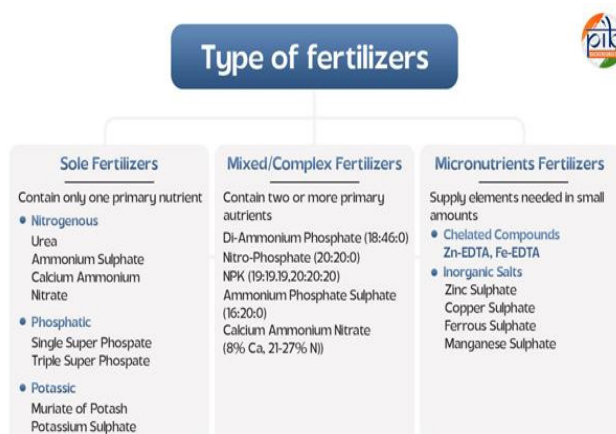 Type of fertilizers
pib
Sole Fertilizers
Contain only one primary nutrient
Nitrogenous
Urea
Ammonium Sulphate
Calcium Ammonium
Nitrate
Phosphatic
Single Super Phospate
Triple Super Phospate
Potassic
Muriate of Potash
Potassium Sulphate
Mixed/Complex Fertilizers
Contain two or more primary
autrients
Di-Ammonium Phosphate (18:46:0)
Nitro-Phosphate (20:20:0)
NPK (19:19.19,20:20:20)
Ammonium Phosphate Sulphate
(16:20:0)
Calcium Ammonium Nitrate
(8% Ca, 21-27% N))
Micronutrients Fertilizers
Supply elements needed in small
amounts
Chelated Compounds
Zn-EDTA, Fe-EDTA
Inorganic Salts
Zinc Sulphate
Copper Sulphate
Ferrous Sulphate
Manganese Sulphate